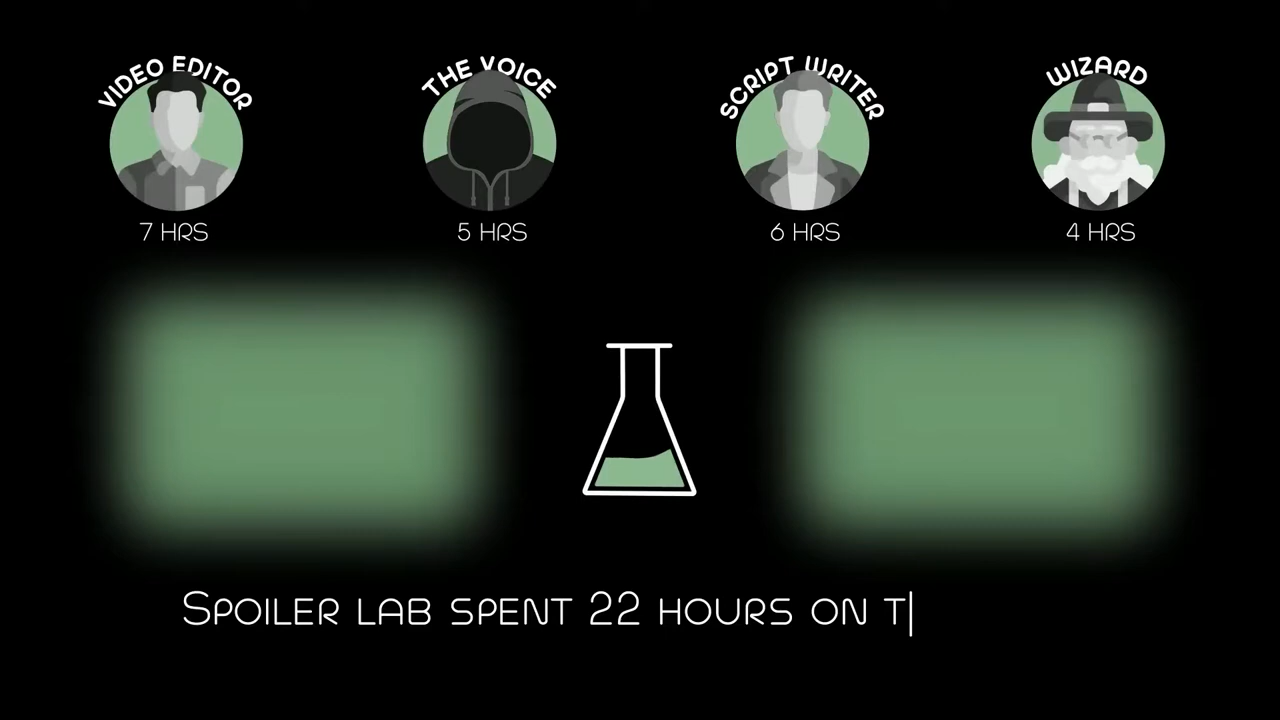 VIDEO EDITOR
THE VOICE
SCRIPT WRITER
WIZARD
7 HRS
5 HRS
6 HRS
4 HRS
SPOILER LAB SPENT 22 HOURS ON T